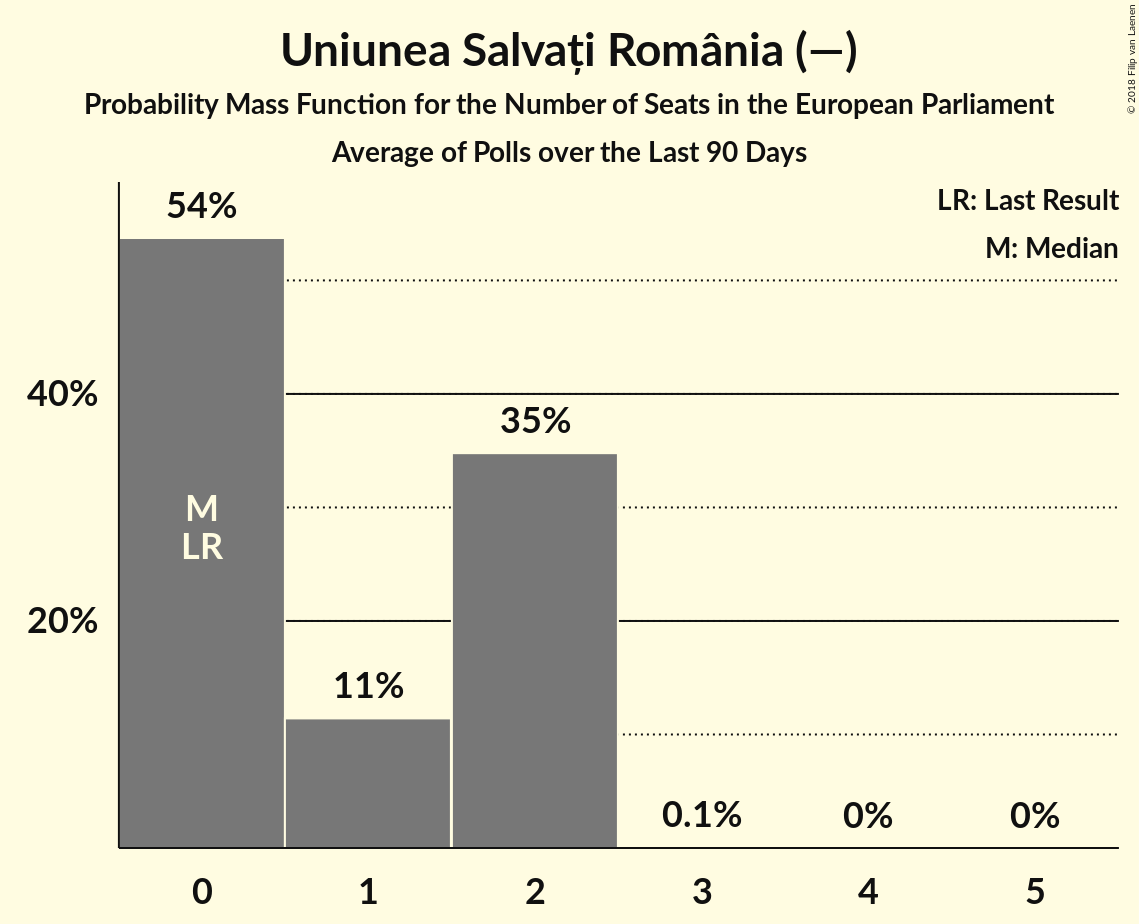 Uniunea Salvați România (—)
Probability Mass Function for the Number of Seats in the European Parliament
Average of Polls over the Last 90 Days
© 2018 Filip van Laenen
LR: Last Result
M: Median
54%
40%
35%
M
LR
20%
11%
0.1%
0%
0%
0
1
2
3
4
5